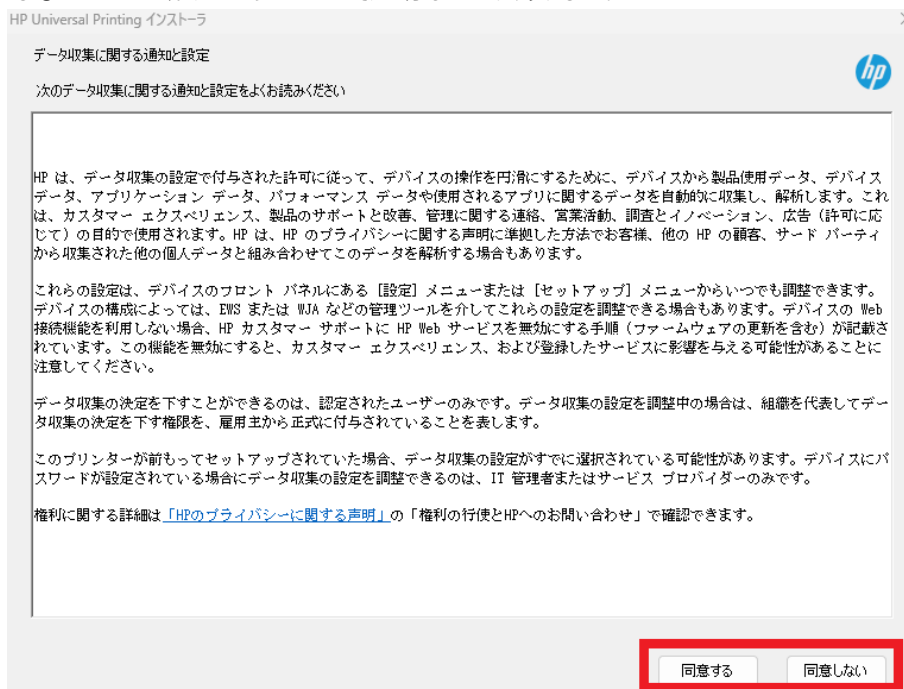 HP Universal Printing インストーラ
データ収集に関する通知と設定
次のデータ収集に関する通知と設定をよくお読みください
hp
HP は、データ収集の設定で付与された許可に従って、デバイスの操作を円滑にするために、デバイスから製品使用データ、デバイス
データ、アプリケーション データ、パフォーマンス データや使用されるアプリに関するデータを自動的に収集し、解析します。これ
は、カスタマー エクスペリエンス、製品のサポートと改善、管理に関する連絡、営業活動、調査とイノベーション、広告（許可に応
じて）の目的で使用されます。HP は、HP のプライバシーに関する声明に準拠した方法でお客様、他の HP の顧客、サード パーティ
から収集された他の個人データと組み合わせてこのデータを解析する場合もあります。
これらの設定は、デバイスのフロント パネルにある [設定] メニューまたは [セットアップ] メニューからいつでも調整できます。
デバイスの構成によっては、EWS または WJA などの管理ツールを介してこれらの設定を調整できる場合もあります。デバイスの Web
接続機能を利用しない場合、HP カスタマー サポートに HP Web サービスを無効にする手順（ファームウェアの更新を含む）が記載さ
れています。この機能を無効にすると、カスタマー エクスペリエンス、および登録したサービスに影響を与える可能性があることに
注意してください。
データ収集の決定を下すことができるのは、認定されたユーザーのみです。データ収集の設定を調整中の場合は、組織を代表してデー
タ収集の決定を下す権限を、雇用主から正式に付与されていることを表します。
このプリンターが前もってセットアップされていた場合、データ収集の設定がすでに選択されている可能性があります。デバイスにパ
スワードが設定されている場合にデータ収集の設定を調整できるのは、IT 管理者またはサービス プロバイダーのみです。
権利に関する詳細は「HPのプライバシーに関する声明」の「権利の行使とHPへのお問い合わせ」で確認できます。
同意する
同意しない